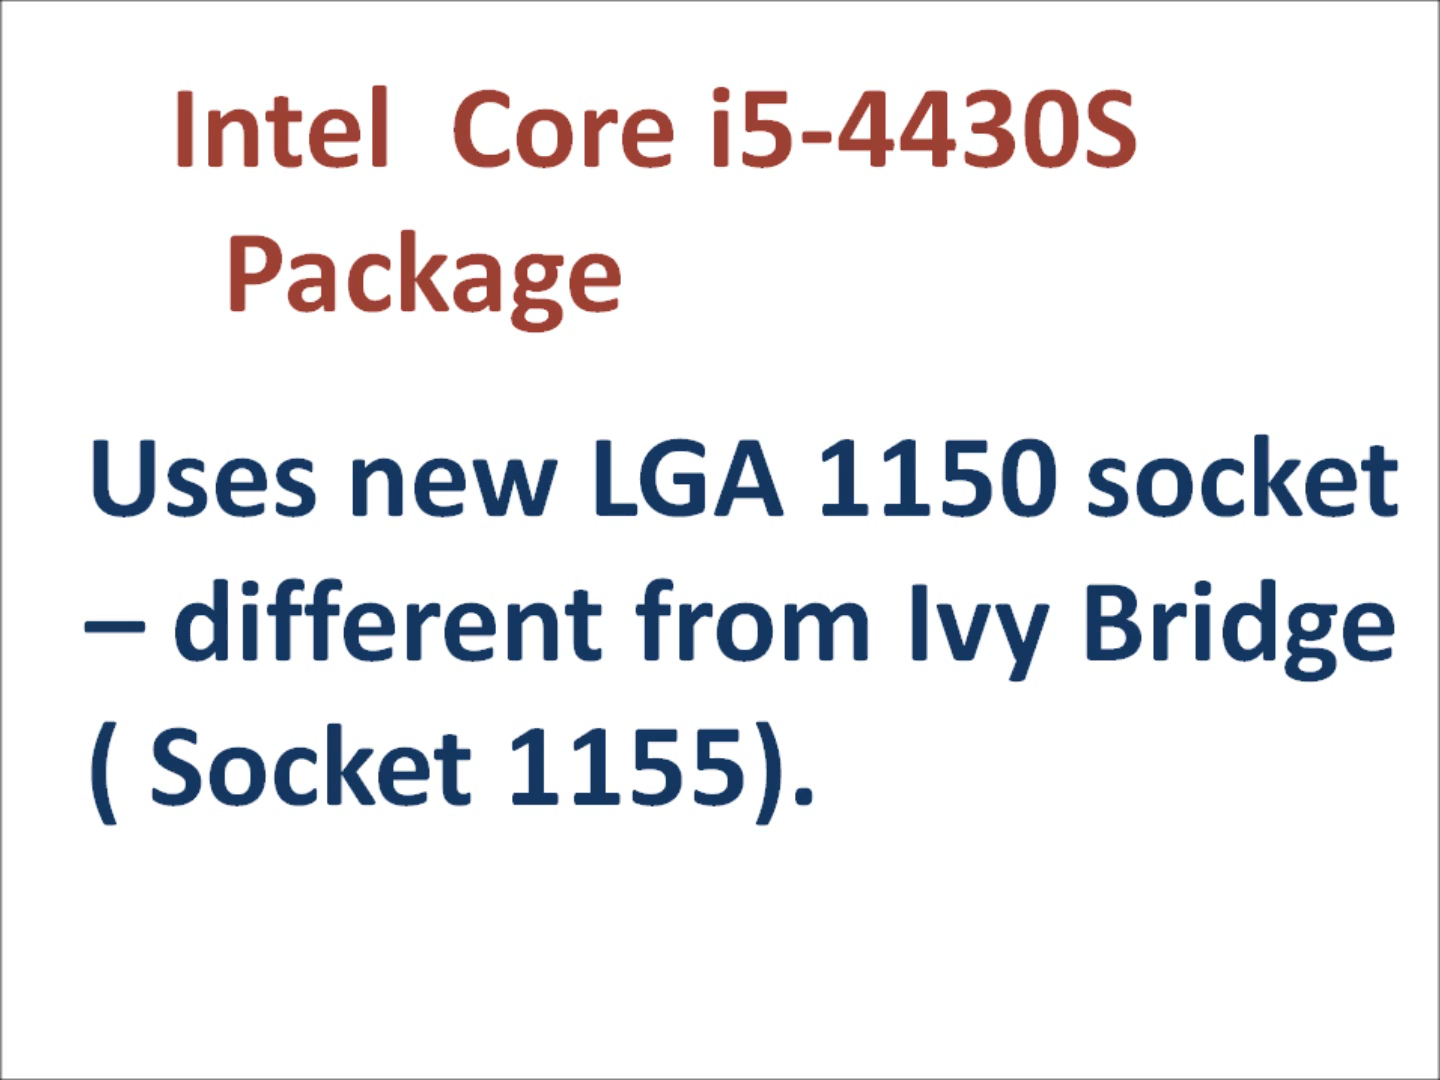 Intel  Core i5-4430S
Package
Uses new LGA 1150 socket
– different from Ivy Bridge
( Socket 1155).